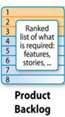 1
2
3
4
5
6
7
8
Ranked
list of what
is required:
features,
stories, ...
Product
Backlog